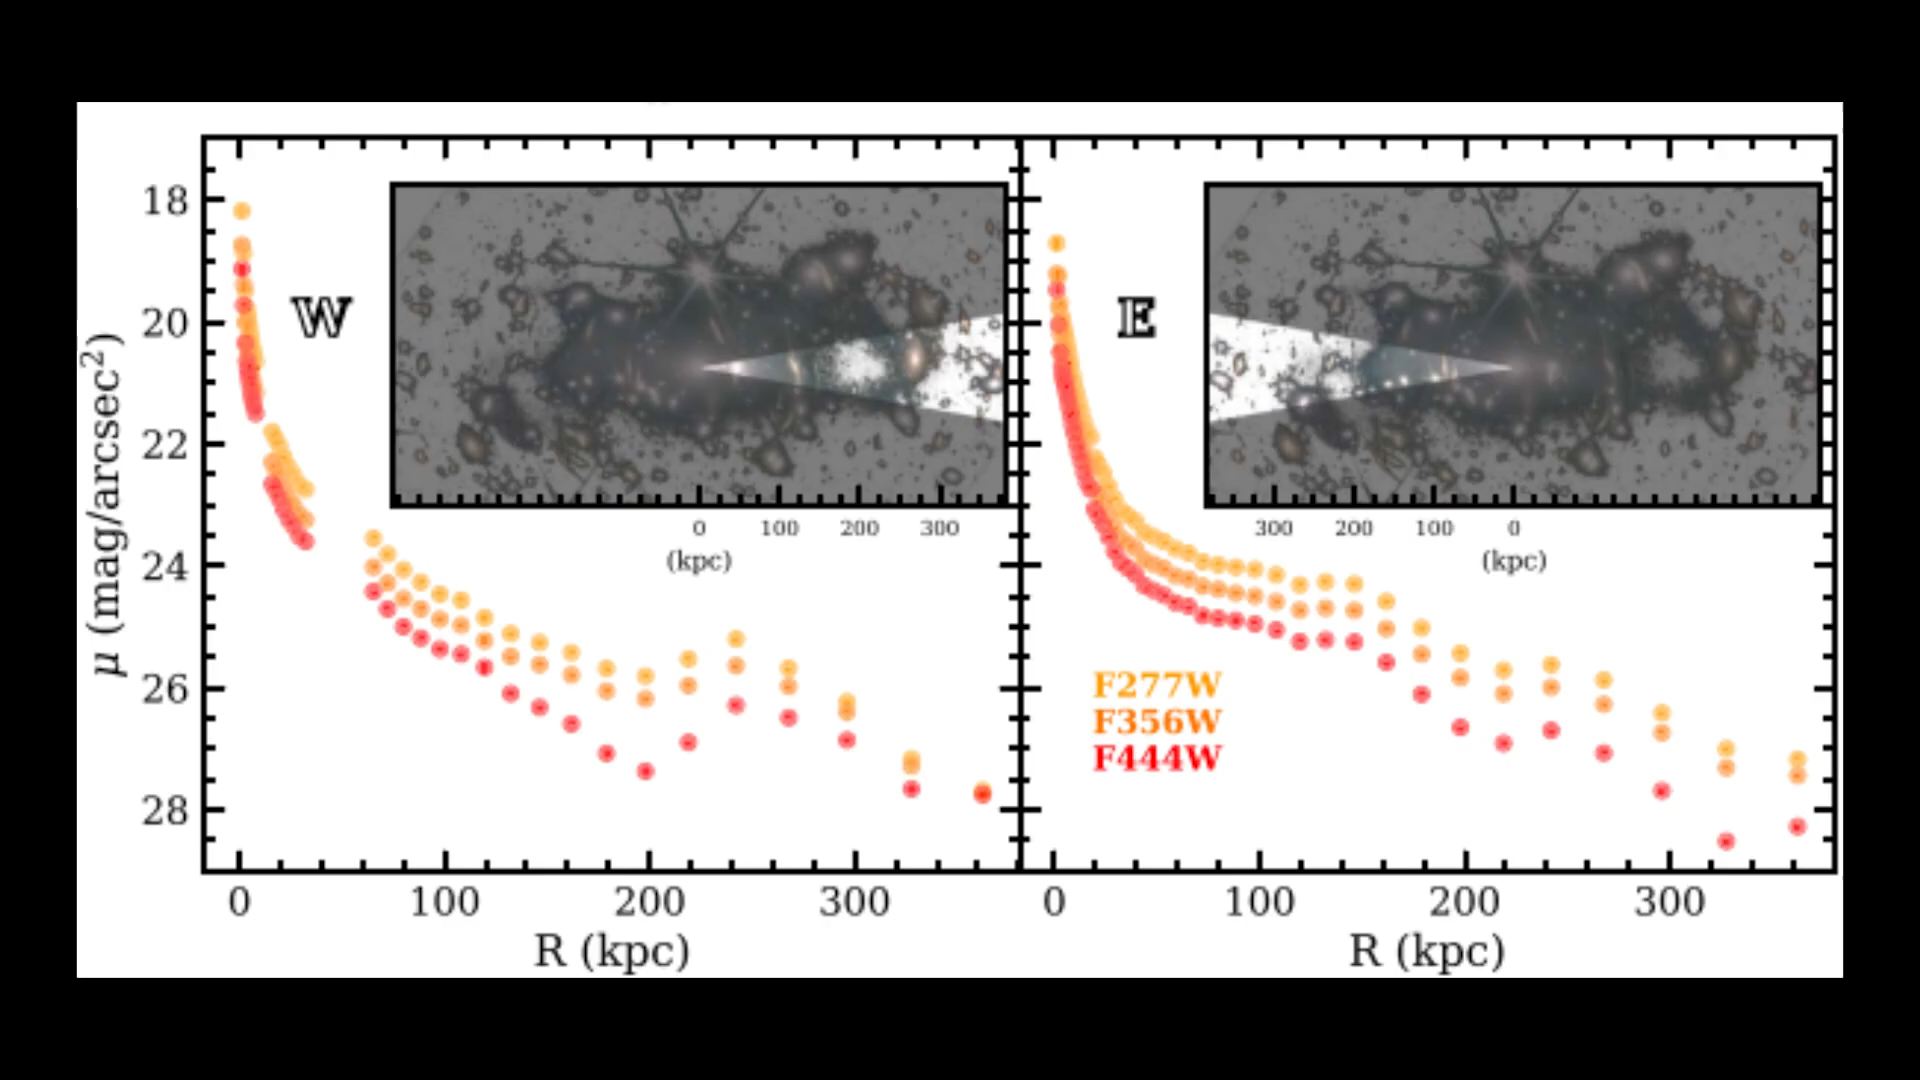 18
20
22
24
26
28
μ (mag/arcsec²)
W
0 100 200 300
(kpc)
0 100 200 300
R (kpc)
E
300 200 100 0
(kpc)
F277W
F356W
F444W
0 100 200 300
R (kpc)